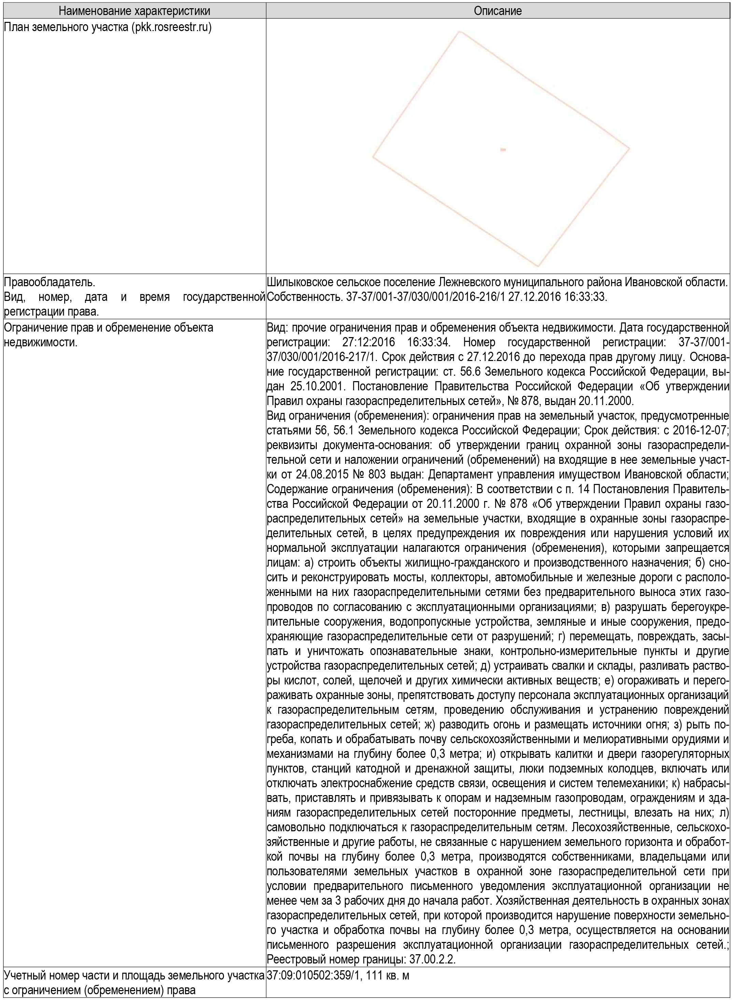 Наименование характеристики
Описание
План земельного участка (pkk.rosreestr.ru)
Правообладатель.
Вид, номер, дата и время государственной
регистрации права.
Шилыковское сельское поселение Лежневского муниципального района Ивановской области.
Собственность. 37-37/001-37/030/001/2016-216/1 27.12.2016 16:33:33.
Ограничение прав и обременение объекта
недвижимости.
Вид: прочие ограничения прав и обременения объекта недвижимости. Дата государственной
регистрации: 27:12:2016 16:33:34. Номер государственной регистрации: 37-37/001-
37/030/001/2016-217/1. Срок действия с 27.12.2016 до перехода прав другому лицу. Основа-
ние государственной регистрации: ст. 56.6 Земельного кодекса Российской Федерации, вы-
дан 25.10.2001. Постановление Правительства Российской Федерации «Об утверждении
Правил охраны газораспределительных сетей», № 878, выдан 20.11.2000.
Вид ограничения (обременения): ограничения прав на земельный участок, предусмотренные
статьями 56, 56.1 Земельного кодекса Российской Федерации; Срок действия: с 2016-12-07;
реквизиты документа-основания: об утверждении границ охранной зоны газораспредели-
тельной сети и наложении ограничений (обременений) на входящие в нее земельные участ-
ки от 24.08.2015 № 803 выдан: Департамент управления имуществом Ивановской области;
Содержание ограничения (обременения): В соответствии с п. 14 Постановления Правитель-
ства Российской Федерации от 20.11.2000 г. № 878 «Об утверждении Правил охраны газо-
распределительных сетей» на земельные участки, входящие в охранные зоны газораспре-
делительных сетей, в целях предупреждения их повреждения или нарушения условий их
нормальной эксплуатации налагаются ограничения (обременения), которыми запрещается
лицам: а) строить объекты жилищно-гражданского и производственного назначения; б) сно-
сить и реконструировать мосты, коллекторы, автомобильные и железные дороги с располо-
женными на них газораспределительными сетями без предварительного выноса этих газо-
проводов по согласованию с эксплуатационными организациями; в) разрушать берегоукре-
пительные сооружения, водопропускные устройства, земляные и иные сооружения, предо-
храняющие газораспределительные сети от разрушений; г) перемещать, повреждать, засы-
пать и уничтожать опознавательные знаки, контрольно-измерительные пункты и другие
устройства газораспределительных сетей; д) устраивать свалки и склады, разливать раство-
ры кислот, солей, щелочей и других химически активных веществ; е) огораживать и перего-
раживать охранные зоны, препятствовать доступу персонала эксплуатационных организаций
к газораспределительным сетям, проведению обслуживания и устранению повреждений
газораспределительных сетей; ж) разводить огонь и размещать источники огня; з) рыть по-
греба, копать и обрабатывать почву сельскохозяйственными и мелиоративными орудиями и
механизмами на глубину более 0,3 метра; и) открывать калитки и двери газорегуляторных
пунктов, станций катодной и дренажной защиты, люки подземных колодцев, включать или
отключать электроснабжение средств связи, освещения и систем телемеханики; к) набрасы-
вать, приставлять и привязывать к опорам и надземным газопроводам, ограждениям и зда-
ниям газораспределительных сетей посторонние предметы, лестницы, влезать на них; л)
самовольно подключаться к газораспределительным сетям. Лесохозяйственные, сельскохо-
зяйственные и другие работы, не связанные с нарушением земельного горизонта и обработ-
кой почвы на глубину более 0,3 метра, производятся собственниками, владельцами или
пользователями земельных участков в охранной зоне газораспределительной сети при
условии предварительного письменного уведомления эксплуатационной организации не
менее чем за 3 рабочих дня до начала работ. Хозяйственная деятельность в охранных зонах
газораспределительных сетей, при которой производится нарушение поверхности земельно-
го участка и обработка почвы на глубину более 0,3 метра, осуществляется на основании
письменного разрешения эксплуатационной организации газораспределительных сетей.;
Реестровый номер границы: 37.00.2.2.
Учетный номер части и площадь земельного участка
с ограничением (обременением) права
37:09:010502:359/1, 111 кв. м